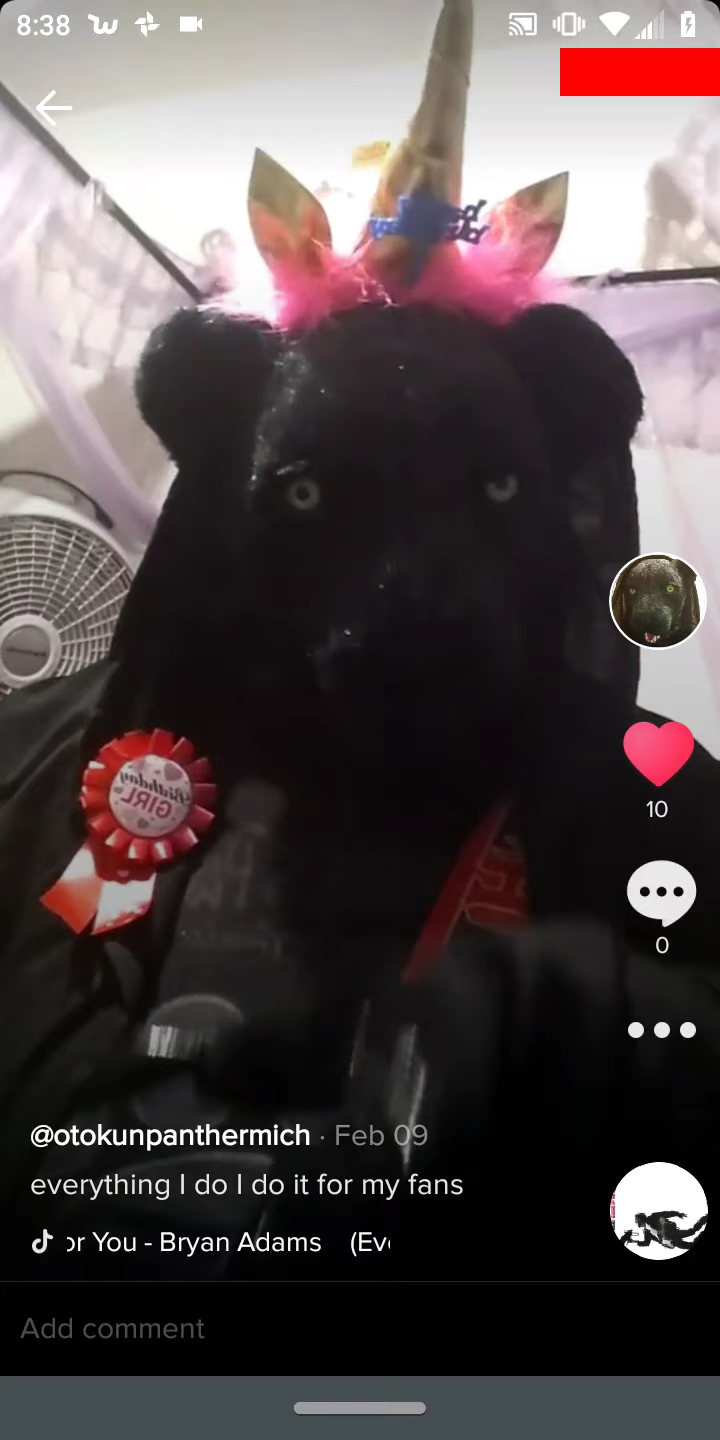 8:38
Birthday
GIRL
10
0
@otokunpanthermich · Feb 09
everything I do I do it for my fans
or You - Bryan Adams (Eve
Add comment